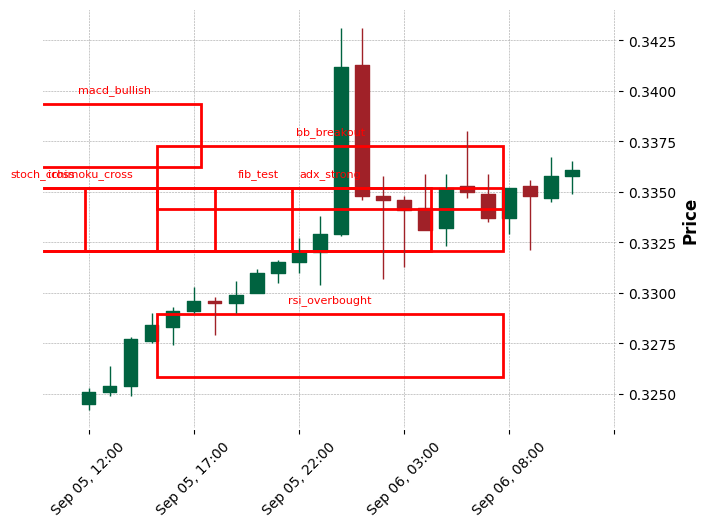 macd_bullish
bb_breakout
stoch_cross
ichimoku_cross
fib_test
adx_strong
rsi_overbought
0.3425
0.3400
0.3375
0.3350
0.3325
0.3300
0.3275
0.3250
Price
Sep 05, 12:00
Sep 05, 17:00
Sep 05, 22:00
Sep 06, 03:00
Sep 06, 08:00